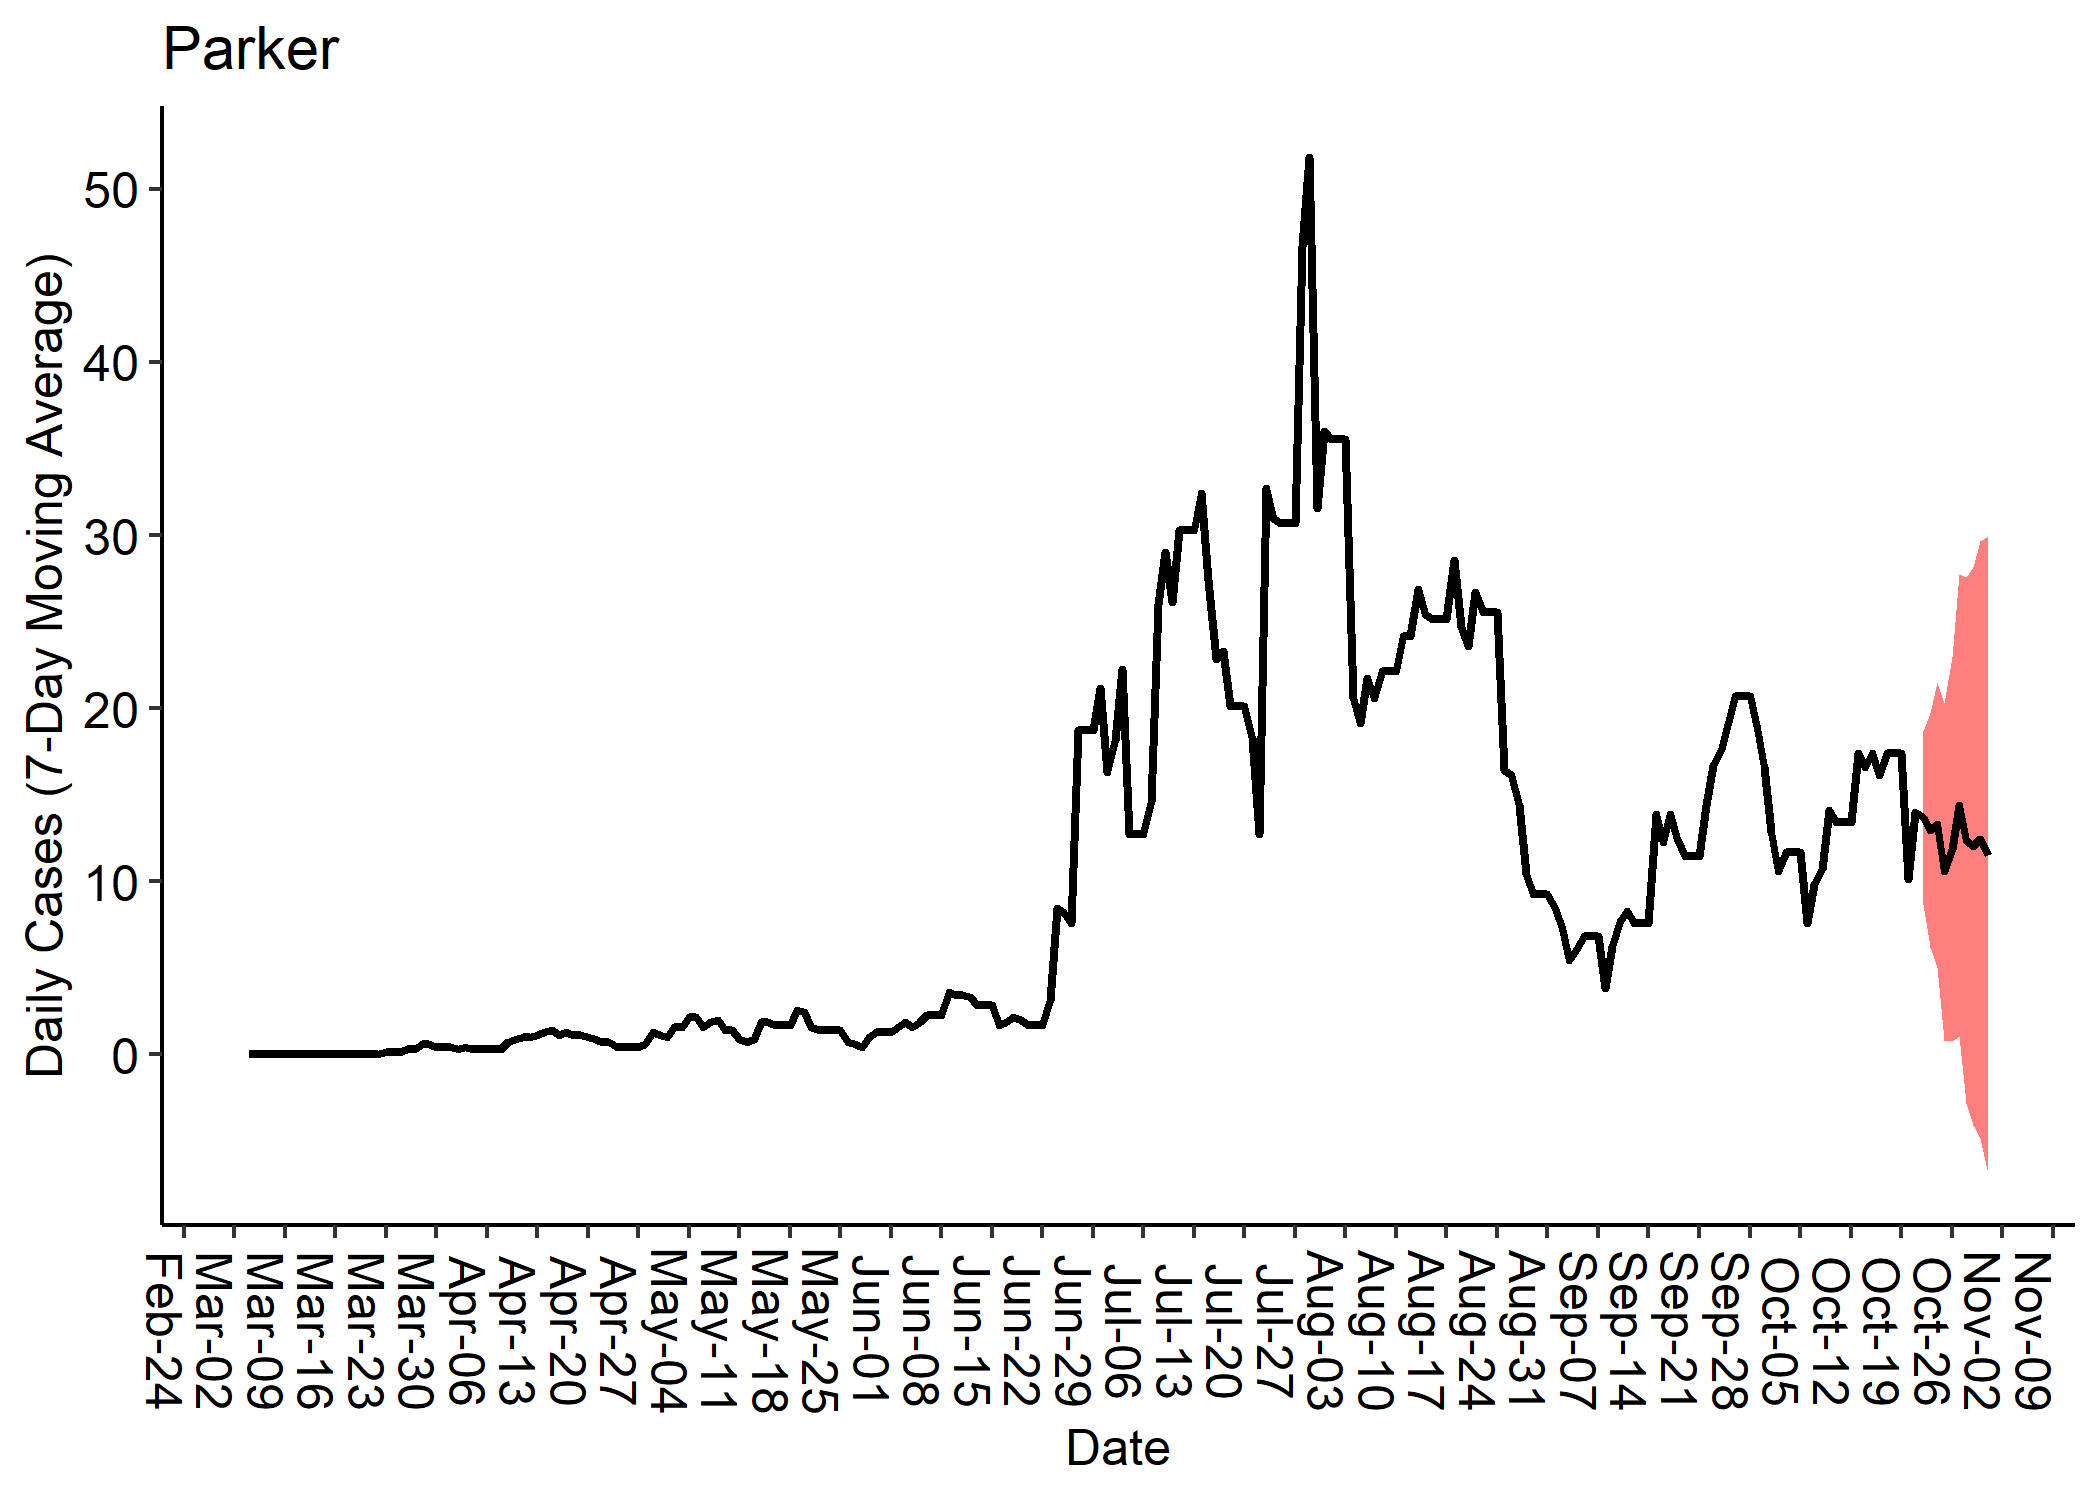 Parker
Daily Cases (7-Day Moving Average)
50
40
30
20
10
0
Feb-24
Mar-02
Mar-09
Mar-16
Mar-23
Mar-30
Apr-06
Apr-13
Apr-20
Apr-27
May-04
May-11
May-18
May-25
Jun-01
Jun-08
Jun-15
Jun-22
Jun-29
Jul-06
Jul-13
Jul-20
Jul-27
Aug-03
Aug-10
Aug-17
Aug-24
Aug-31
Sep-07
Sep-14
Sep-21
Sep-28
Oct-05
Oct-12
Oct-19
Oct-26
Nov-02
Nov-09
Date